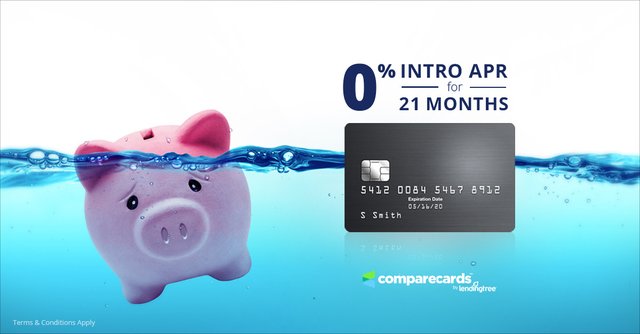 0% INTRO APR
for
21 MONTHS
5412 0084 5467 8912
Expiration Date
05/16/20
S Smith
comparecards™
by lendingtree®
Terms & Conditions Apply